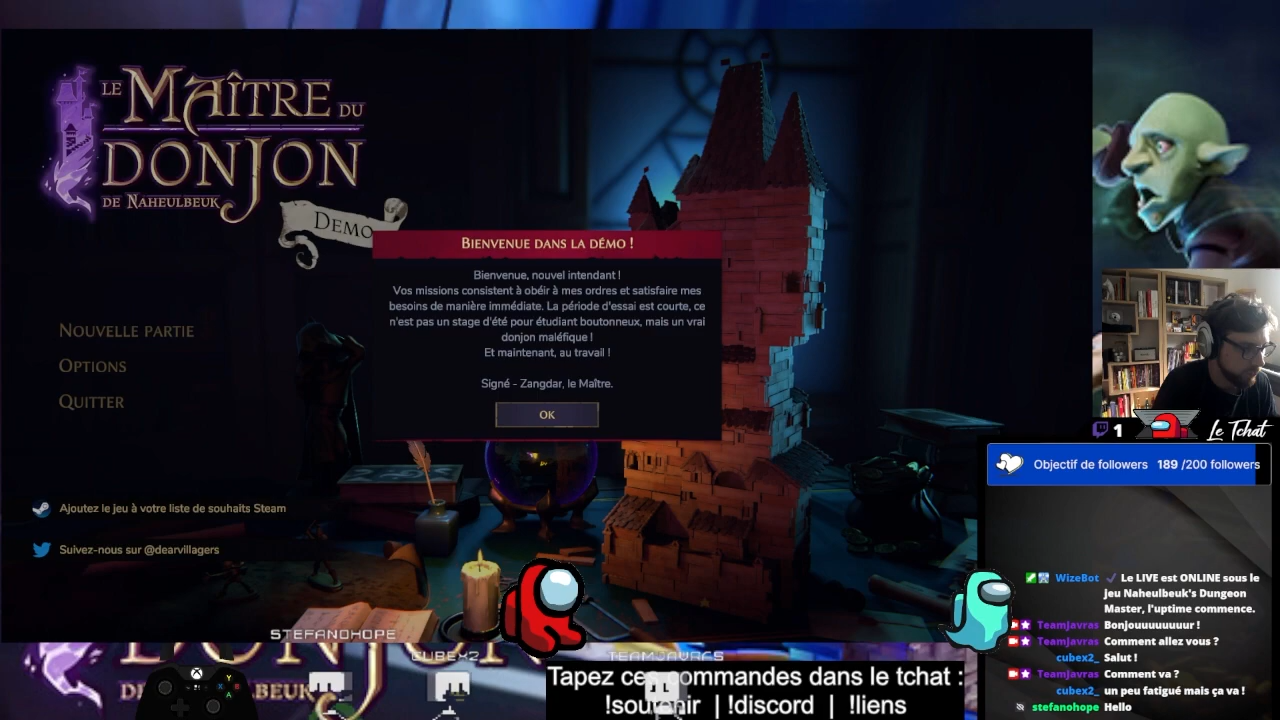 LE MAÎTRE DU
DONJON
DE NAHEULBEUK
DEMO
BIENVENUE DANS LA DÉMO !
Bienvenue, nouvel intendant !
Vos missions consistent à obéir à mes ordres et satisfaire mes
besoins de manière immédiate. La période d'essai est courte, ce
n'est pas un stage d'été pour étudiant boutonneux, mais un vrai
donjon maléfique !
Et maintenant, au travail !
Signé - Zangdar, le Maître.
OK
NOUVELLE PARTIE
OPTIONS
QUITTER
Ajoutez le jeu à votre liste de souhaits Steam
Suivez-nous sur @dearvillagers
1
Le Tchat
Objectif de followers 189 /200 followers
WizeBot Le LIVE est ONLINE sous le
jeu Naheulbeuk's Dungeon
Master, l'uptime commence.
TeamJavras Bonjouuuuuuuur !
TeamJavras Comment allez vous ?
cubex2_ Salut !
TeamJavras Comment va ?
cubex2_ un peu fatigué mais ça va !
stefanohope Hello
STEFANOHOPE
CUBEX2_
TEAMJAVRAS
Tapez ces commandes dans le tchat :
!soutenir | !discord | !liens